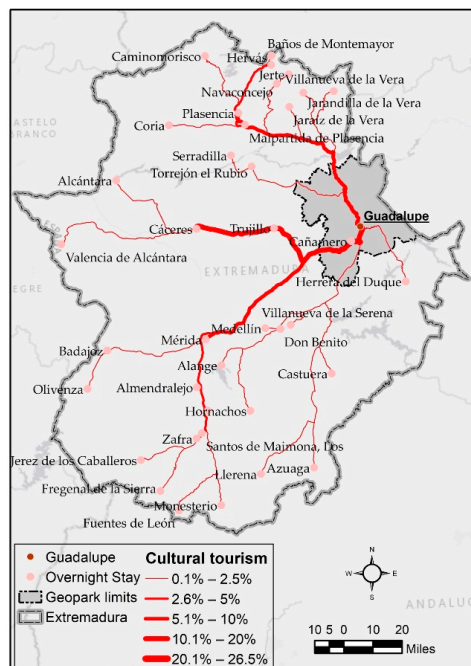 Baños de Montemayor
Caminomorisco
Hervás
Jerte
Villanueva de la Vera
Navaconcejo
Jarandilla de la Vera
Plasencia
Jaraíz de la Vera
CASTELO
BRANCO
Coria
Malpartida de Plasencia
Serradilla
Torrejón el Rubio
Alcántara
Guadalupe
Cáceres
Trujillo
Cañamero
Valencia de Alcántara
EXTREMADURA
Herrera del Duque
Villanueva de la Serena
Medellín
Mérida
Don Benito
Badajoz
Alange
Castuera
Olivenza
Almendralejo
Hornachos
Zafra
Santos de Maimona, Los
Jerez de los Caballeros
Llerena
Azuaga
Fregenal de la Sierra
Monesterio
Fuentes de León
Guadalupe
Overnight Stay
Geopark limits
Extremadura
Cultural tourism
0.1% – 2.5%
2.6% – 5%
5.1% – 10%
10.1% – 20%
20.1% – 26.5%
N
W E
S
ANDALUC
10 5 0 10 20
Miles